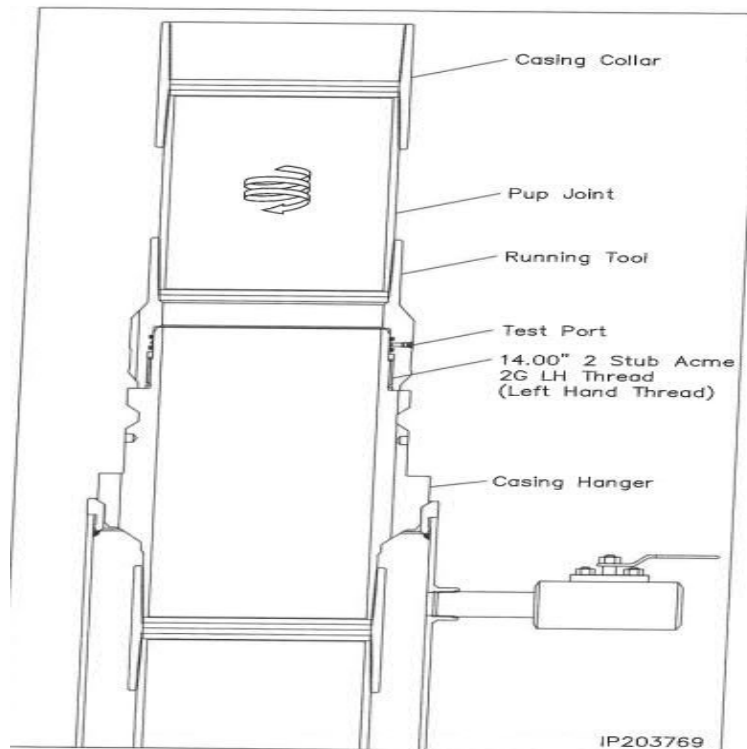 Casing Collar
Pup Joint
Running Tool
Test Port
14.00" 2 Stub Acme
2G LH Thread
(Left Hand Thread)
Casing Hanger
IP203769